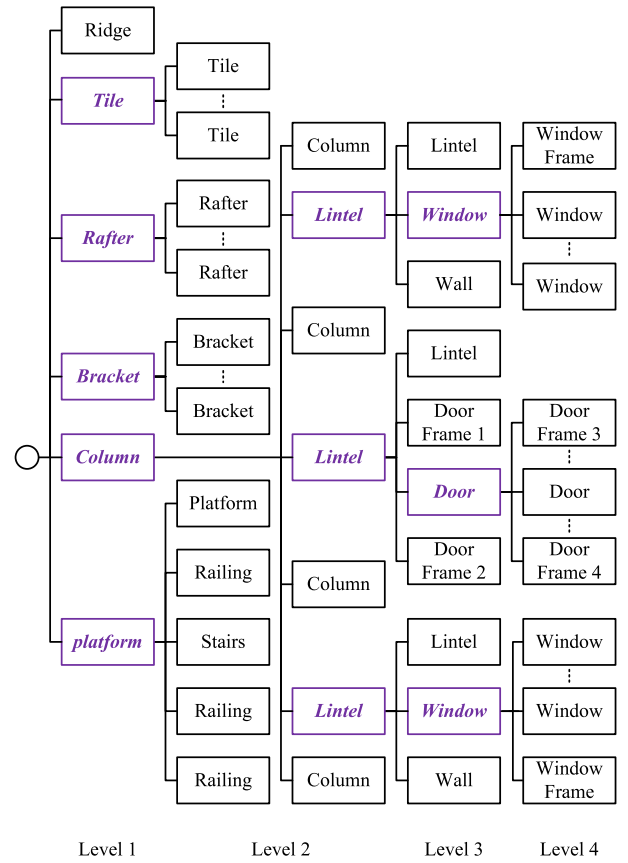 Ridge
Tile
Tile
Tile
Column
Lintel
Window
Frame
Rafter
Rafter
Lintel
Window
Window
Rafter
Wall
Window
Column
Bracket
Bracket
Lintel
Bracket
Door
Frame 1
Door
Frame 3
Column
Lintel
Door
Door
Platform
Door
Frame 2
Door
Frame 4
Railing
Column
platform
Stairs
Lintel
Window
Railing
Lintel
Window
Window
Railing
Column
Wall
Window
Frame
Level 1
Level 2
Level 3
Level 4